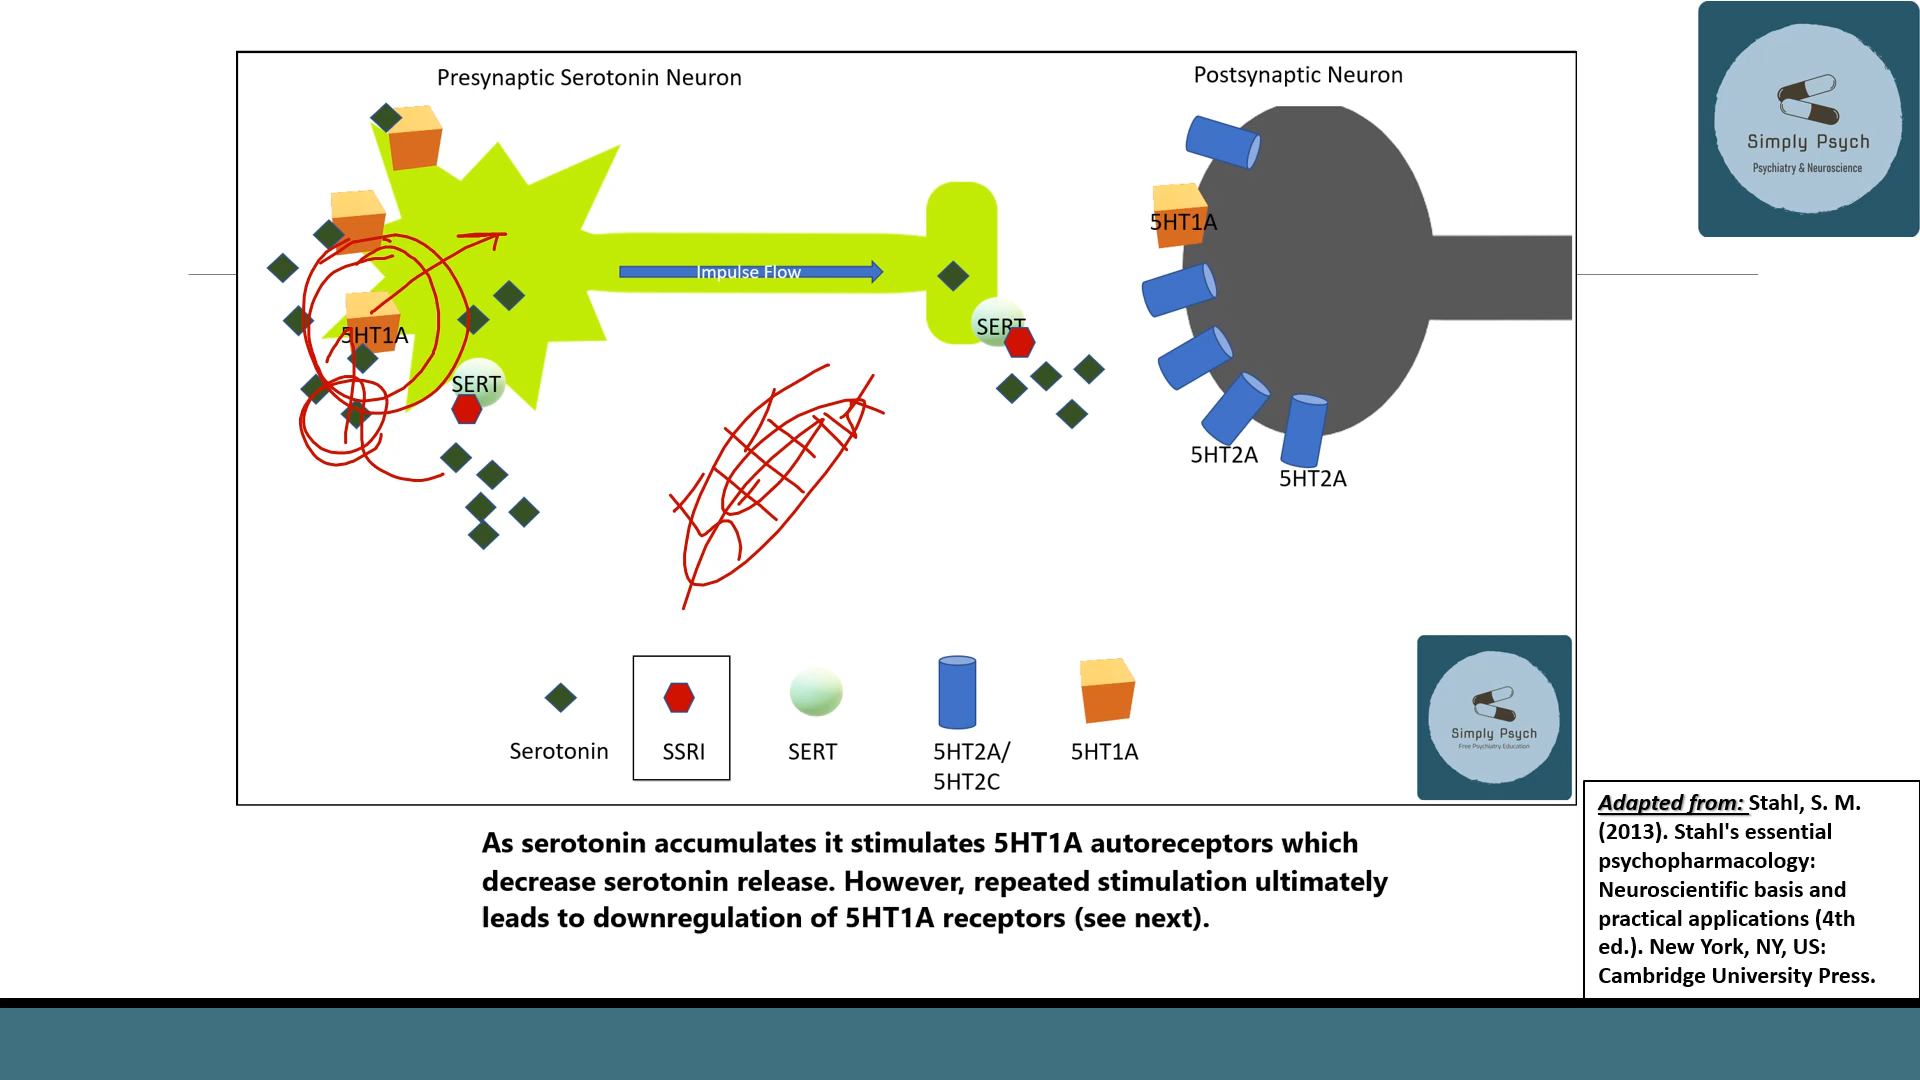 Presynaptic Serotonin Neuron
Postsynaptic Neuron
Simply Psych
Psychiatry & Neuroscience
5HT1A
Impulse Flow
5HT1A
SERT
SERT
5HT2A
5HT2A
Serotonin
SSRI
SERT
5HT2A/
5HT2C
5HT1A
Simply Psych
Free Psychiatry Education
As serotonin accumulates it stimulates 5HT1A autoreceptors which
decrease serotonin release. However, repeated stimulation ultimately
leads to downregulation of 5HT1A receptors (see next).
Adapted from: Stahl, S. M.
(2013). Stahl's essential
psychopharmacology:
Neuroscientific basis and
practical applications (4th
ed.). New York, NY, US:
Cambridge University Press.